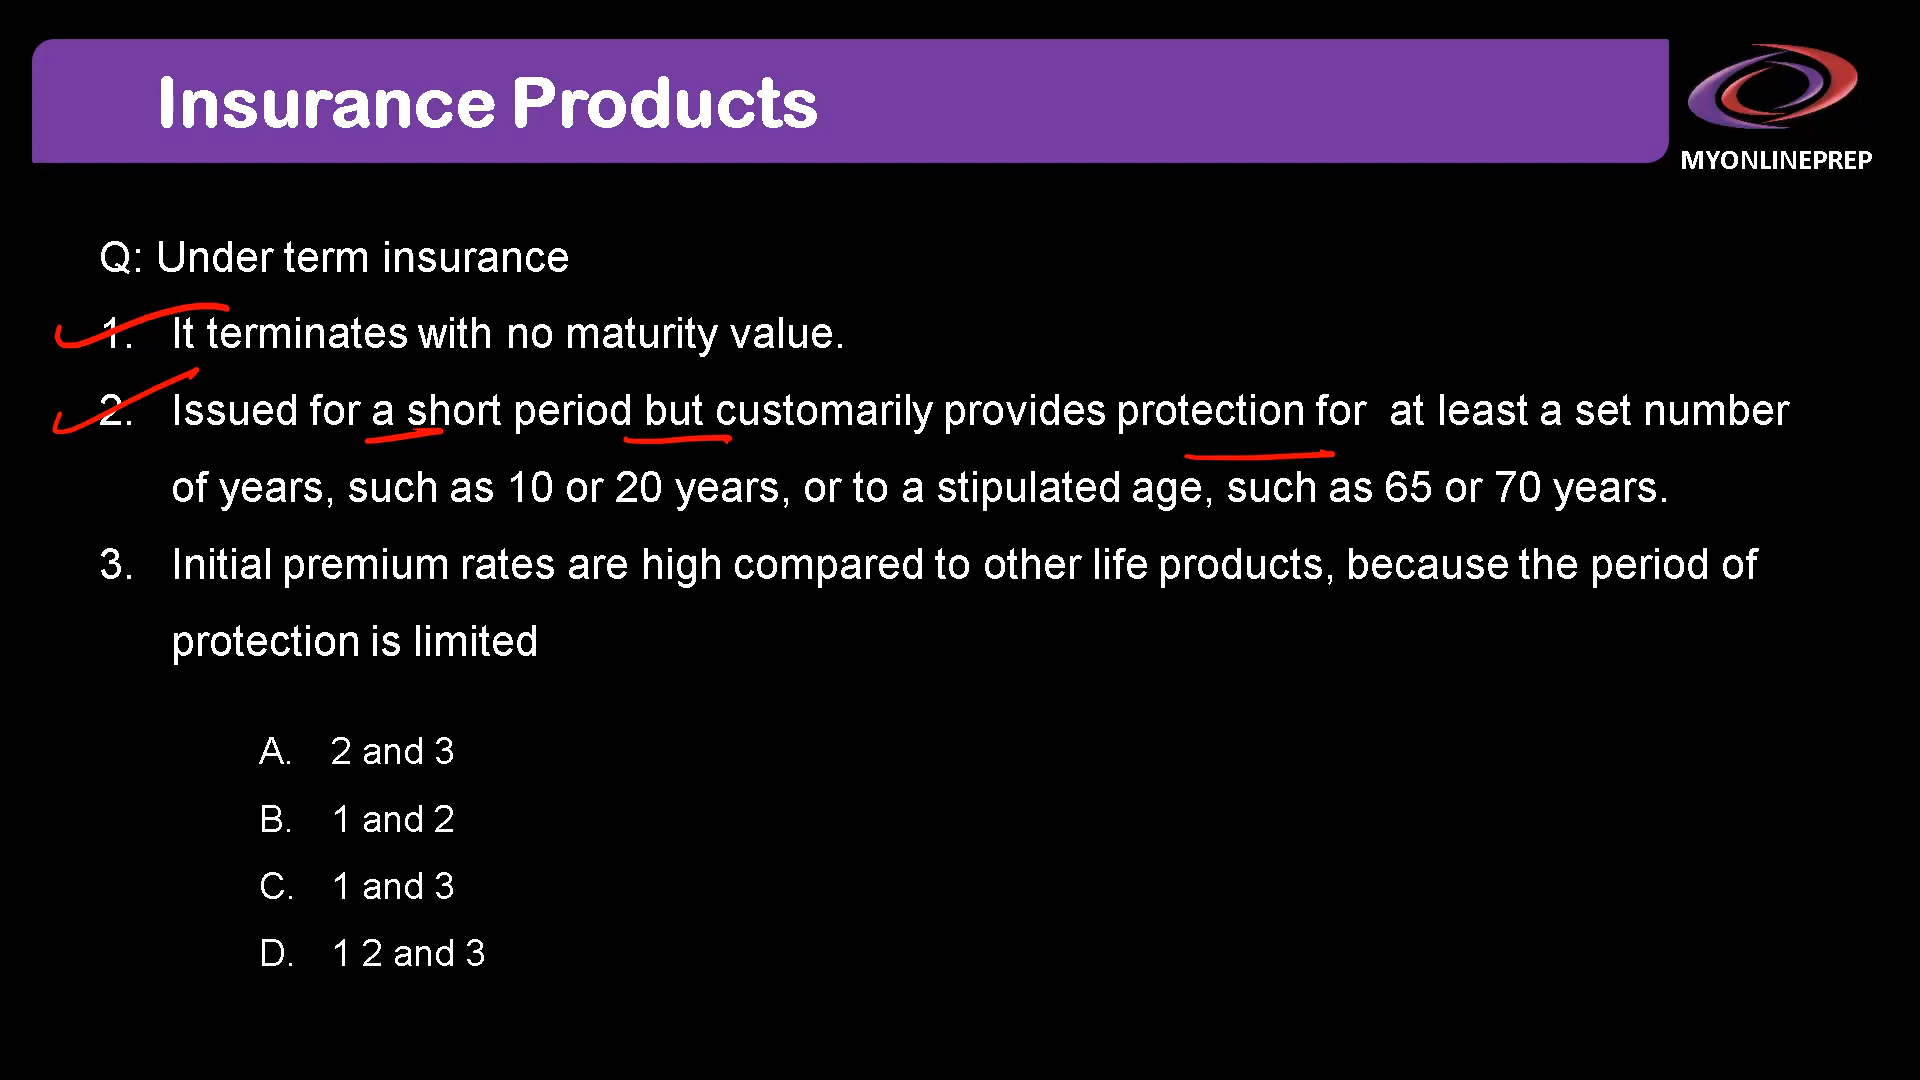 Insurance Products
MYONLINEPREP
Q: Under term insurance
1. It terminates with no maturity value.
2. Issued for a short period but customarily provides protection for at least a set number
of years, such as 10 or 20 years, or to a stipulated age, such as 65 or 70 years.
3. Initial premium rates are high compared to other life products, because the period of
protection is limited
A. 2 and 3
B. 1 and 2
C. 1 and 3
D. 1 2 and 3